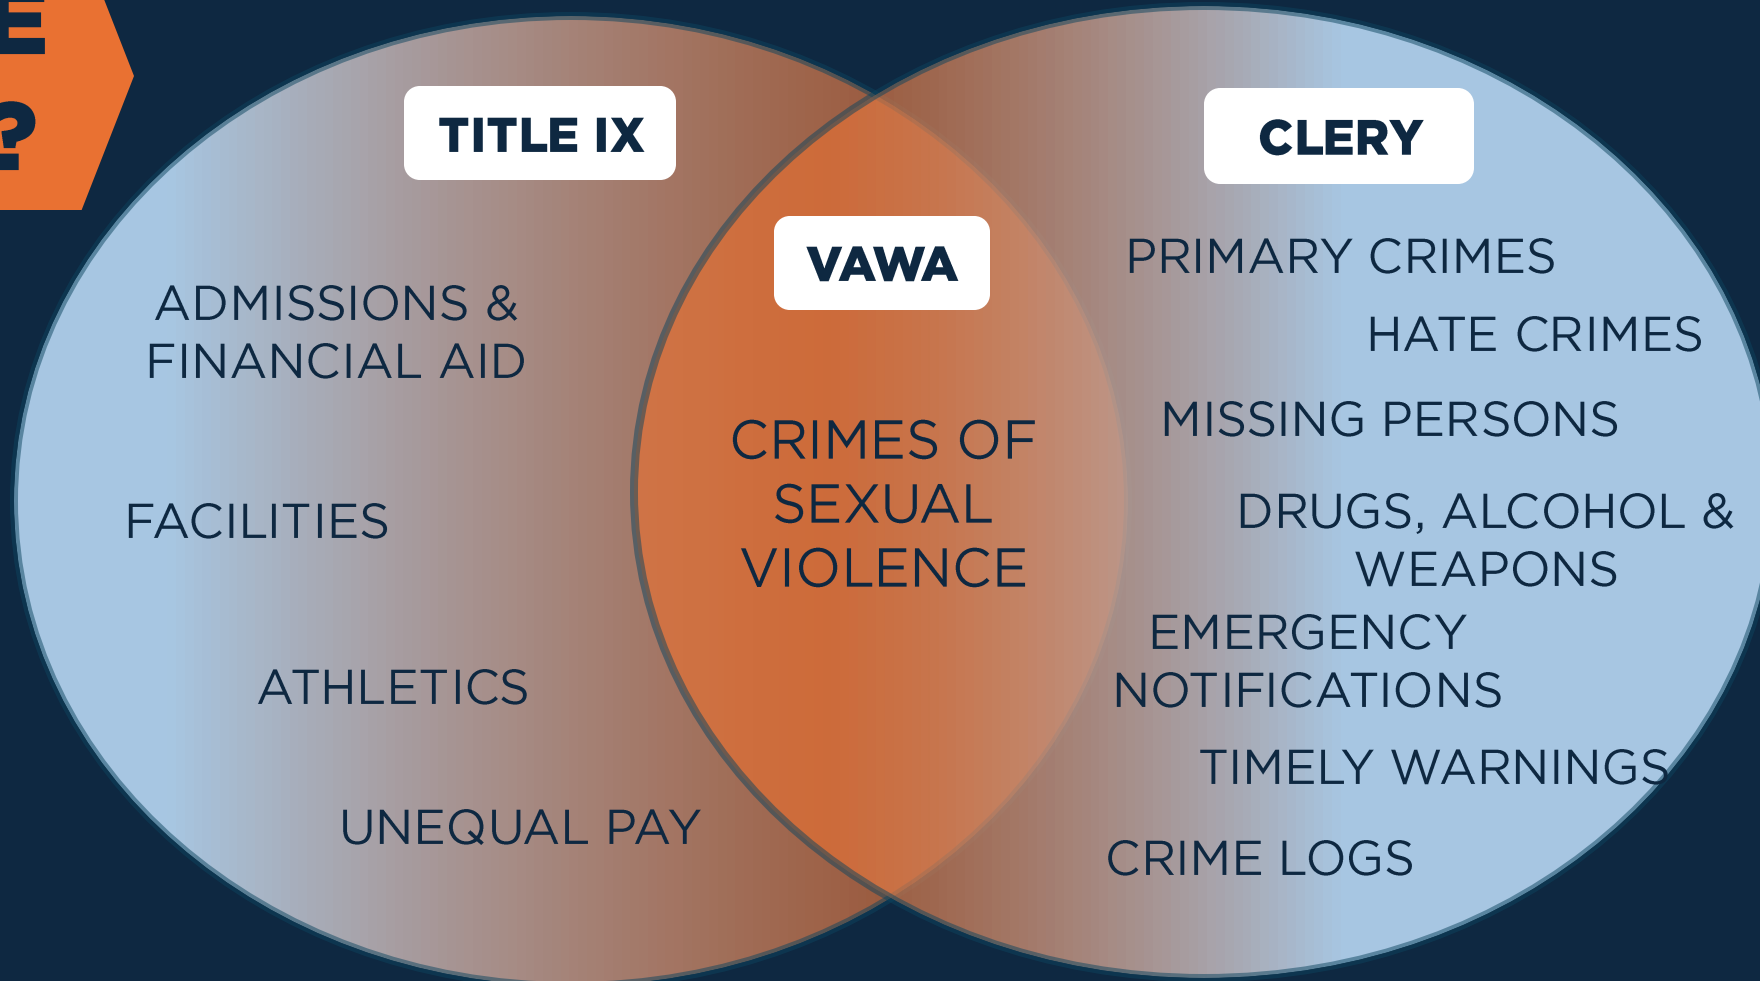 E
?
TITLE IX
ADMISSIONS &
FINANCIAL AID
FACILITIES
ATHLETICS
UNEQUAL PAY
VAWA
CRIMES OF
SEXUAL
VIOLENCE
CLERY
PRIMARY CRIMES
HATE CRIMES
MISSING PERSONS
DRUGS, ALCOHOL &
WEAPONS
EMERGENCY
NOTIFICATIONS
TIMELY WARNINGS
CRIME LOGS